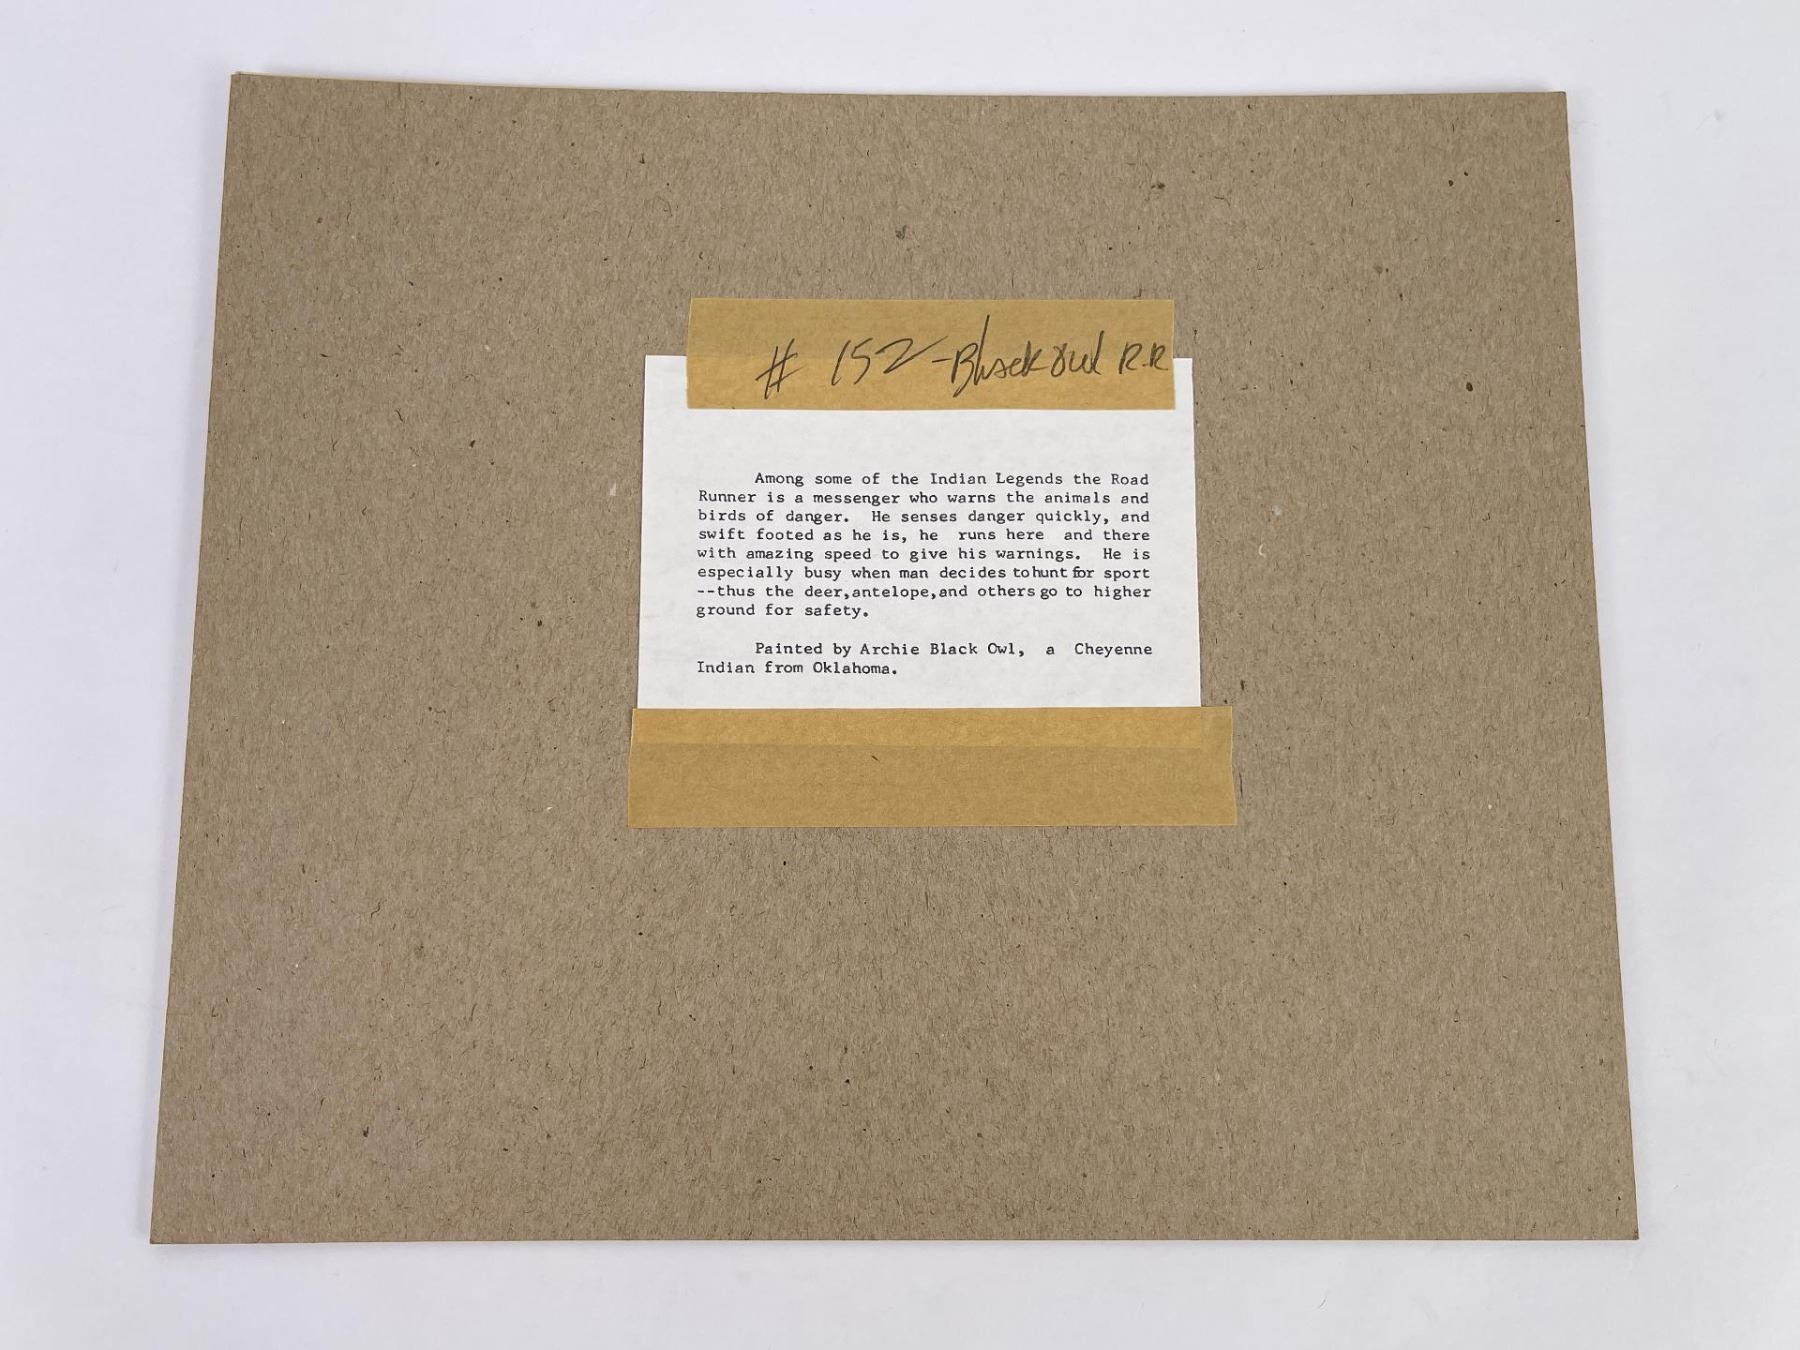 # 152 - Black Owl R.R
Among some of the Indian Legends the Road
Runner is a messenger who warns the animals and
birds of danger. He senses danger quickly, and
swift footed as he is, he runs here and there
with amazing speed to give his warnings. He is
especially busy when man decides to hunt for sport
--thus the deer,antelope,and others go to higher
ground for safety.
Painted by Archie Black Owl, a Cheyenne
Indian from Oklahoma.